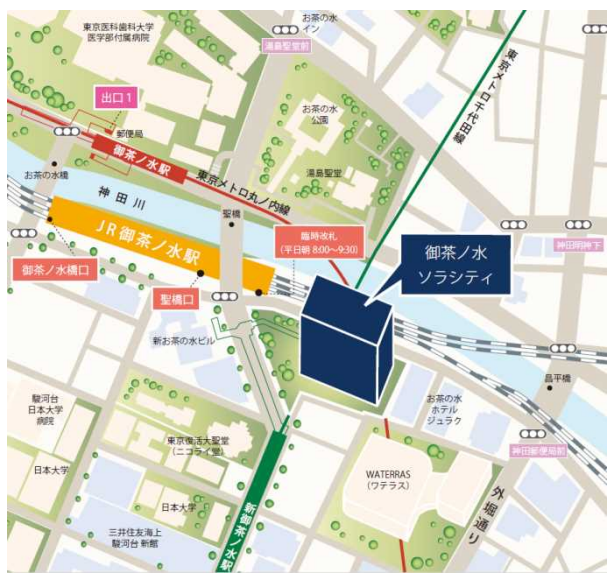 東京医科歯科大学
医学部付属病院
お茶の水
イン
湯島聖堂前
東京メトロ千代田線
出口1
郵便局
御茶ノ水駅
お茶の水
公園
湯島聖堂
お茶の水橋
東京メトロ丸ノ内線
神田川
聖橋
JR御茶ノ水駅
臨時改札
(平日朝 8:00〜9:30)
御茶ノ水
ソラシティ
神田明神下
御茶ノ水橋口
聖橋口
新お茶の水ビル
昌平橋
お茶の水
ホテル
ジュラク
駿河台
日本大学
病院
東京復活大聖堂
(ニコライ堂)
神田郵便局前
日本大学
日本大学
WATERRAS
(ワテラス)
外堀通り
新御茶ノ水駅
三井住友海上
駿河台 新館